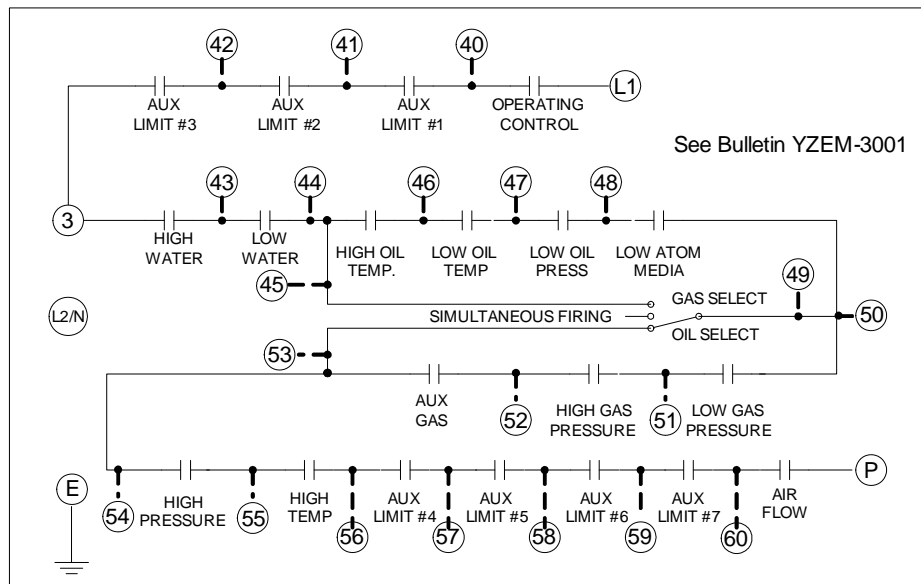 42 41 40
L1
AUX LIMIT #3
AUX LIMIT #2
AUX LIMIT #1
OPERATING CONTROL
See Bulletin YZEM-3001
43 44 46 47 48
3
HIGH WATER
LOW WATER
HIGH OIL TEMP.
LOW OIL TEMP
LOW OIL PRESS
LOW ATOM MEDIA
45
49
GAS SELECT
L2/N
SIMULTANEOUS FIRING
50
OIL SELECT
53
AUX GAS
52
HIGH GAS PRESSURE
51
LOW GAS PRESSURE
E
P
54
HIGH PRESSURE
55
HIGH TEMP
56
AUX LIMIT #4
57
AUX LIMIT #5
58
AUX LIMIT #6
59
AUX LIMIT #7
60
AIR FLOW